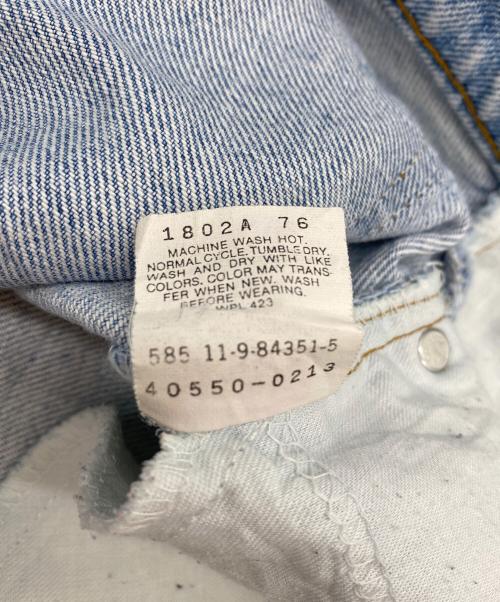 1802A 76
MACHINE WASH HOT.
NORMAL CYCLE. TUMBLE DRY.
WASH AND DRY WITH LIKE
COLORS. COLOR MAY TRANS-
FER WHEN NEW. WASH
BEFORE WEARING.
WPL 423
585 11-9-84351-5
40550-0213